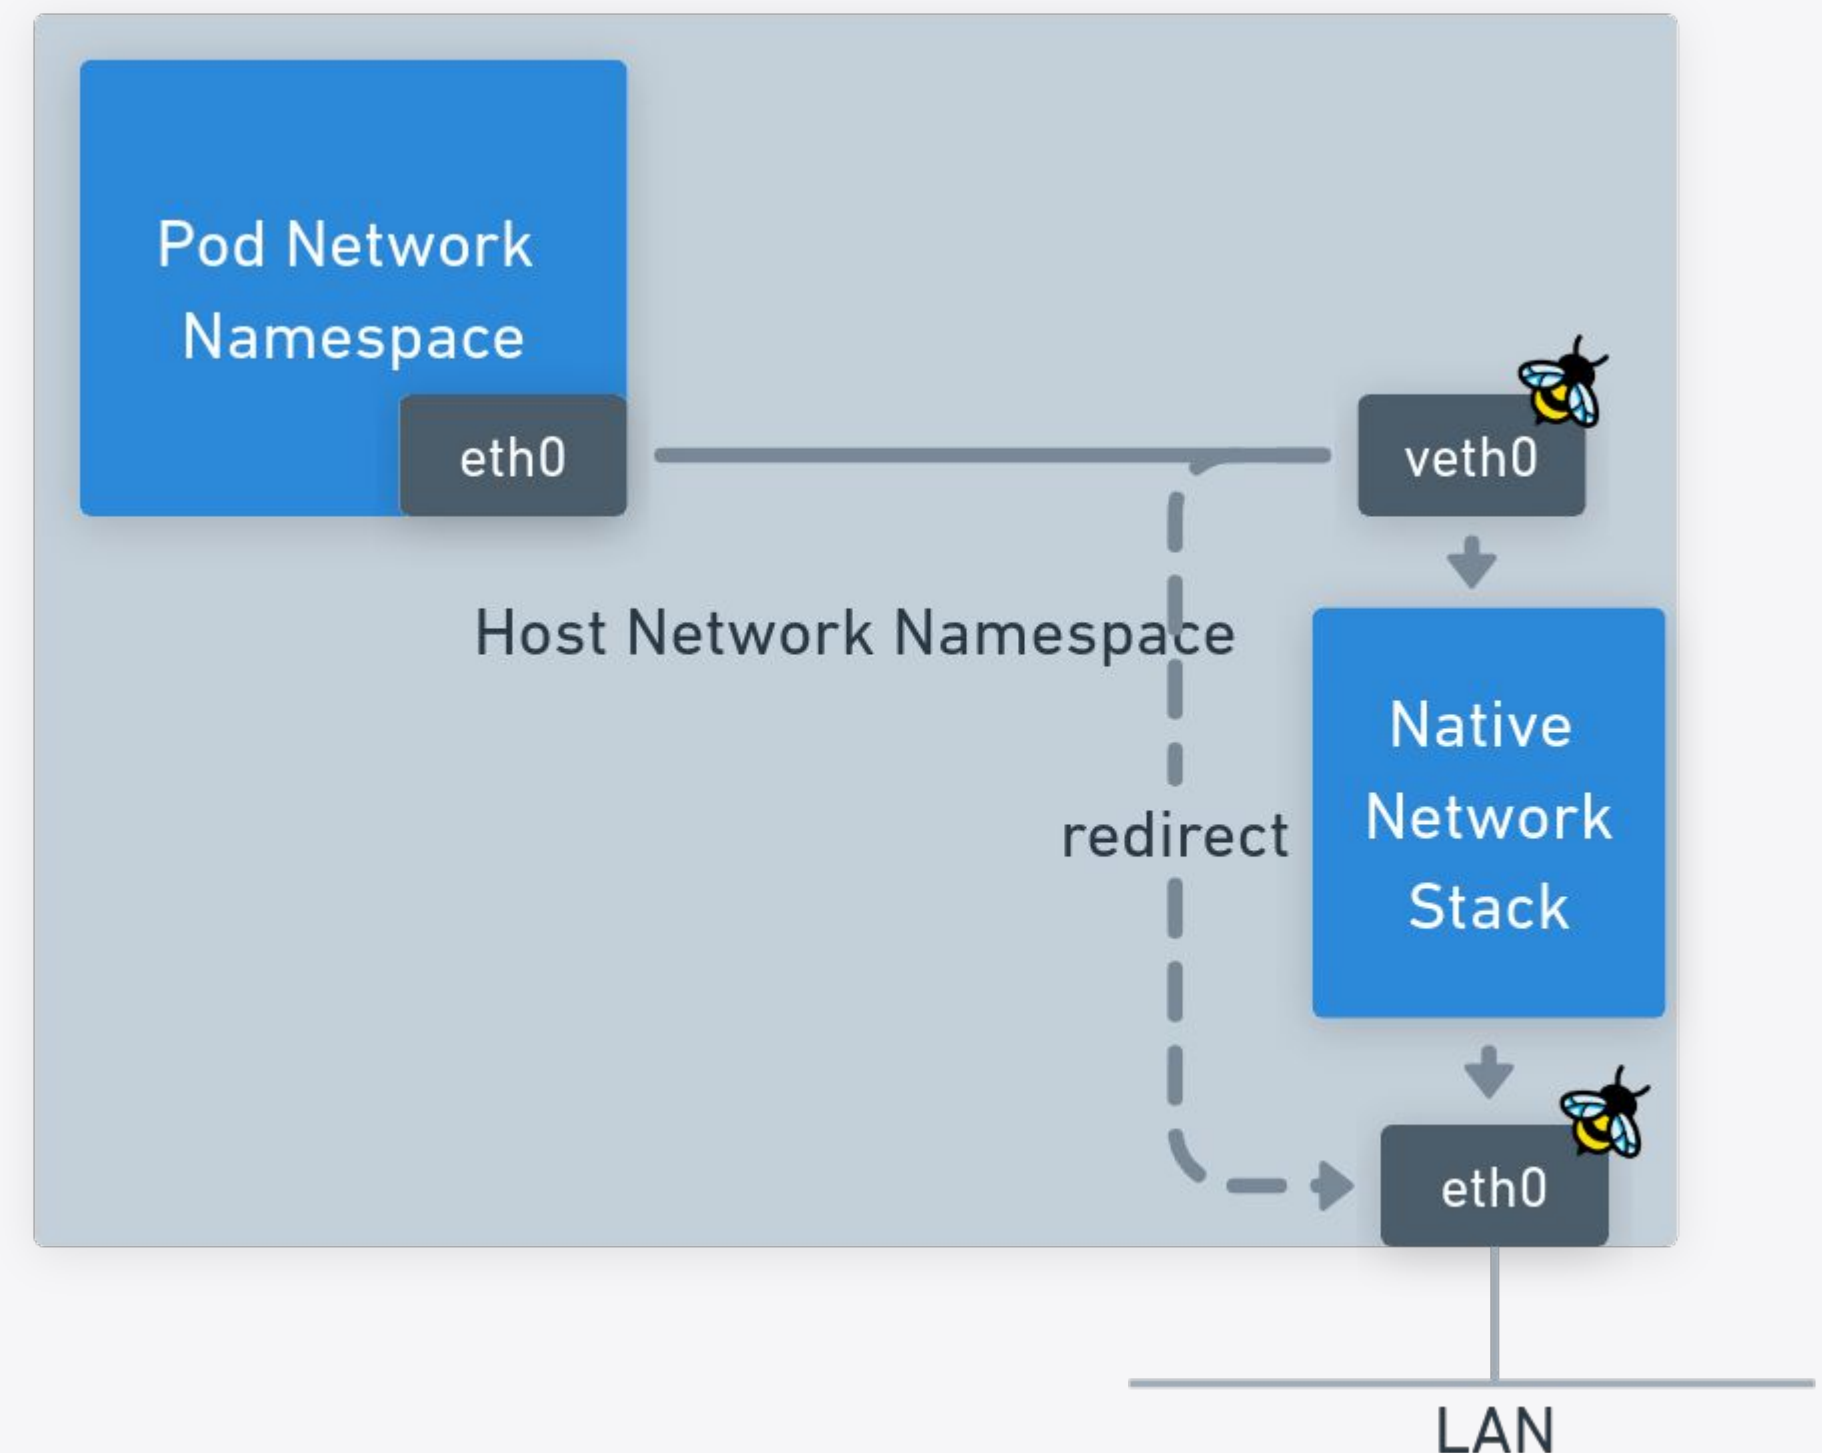 Pod Network
Namespace
eth0
veth0
Host Network Namespace
Native
Network
Stack
redirect
eth0
LAN